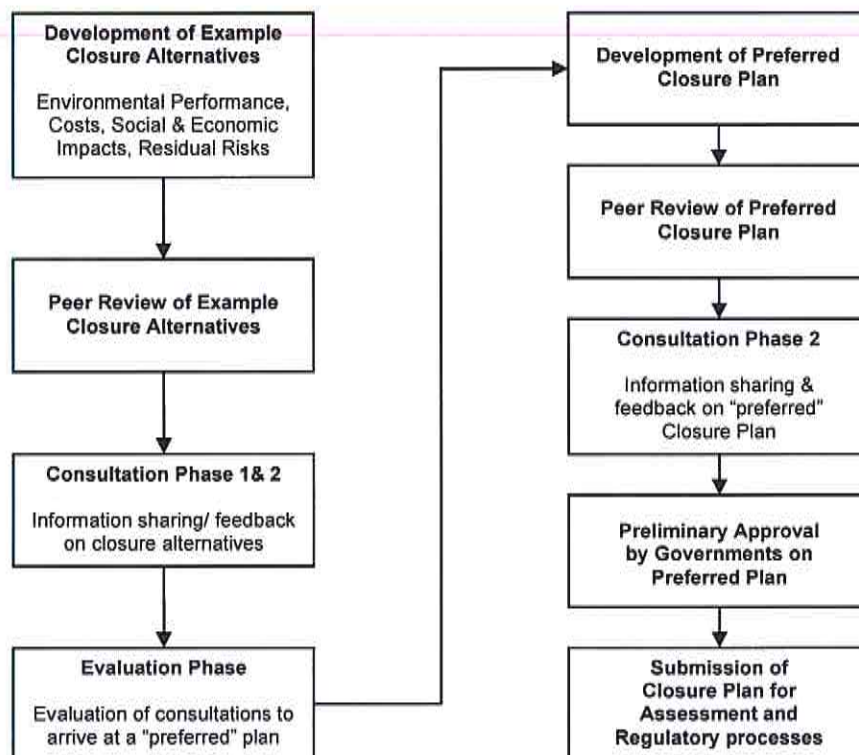 Development of Example
Closure Alternatives
Environmental Performance,
Costs, Social & Economic
Impacts, Residual Risks
Peer Review of Example
Closure Alternatives
Consultation Phase 1& 2
Information sharing/ feedback
on closure alternatives
Evaluation Phase
Evaluation of consultations to
arrive at a "preferred" plan
Development of Preferred
Closure Plan
Peer Review of Preferred
Closure Plan
Consultation Phase 2
Information sharing &
feedback on "preferred"
Closure Plan
Preliminary Approval
by Governments on
Preferred Plan
Submission of
Closure Plan for
Assessment and
Regulatory processes